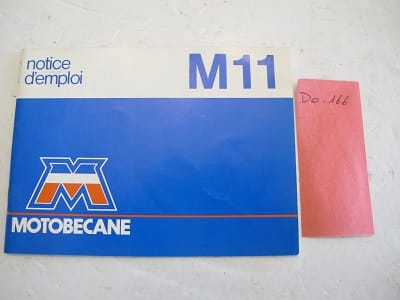 notice
d'emploi
M11
MOTOBECANE
Do.166